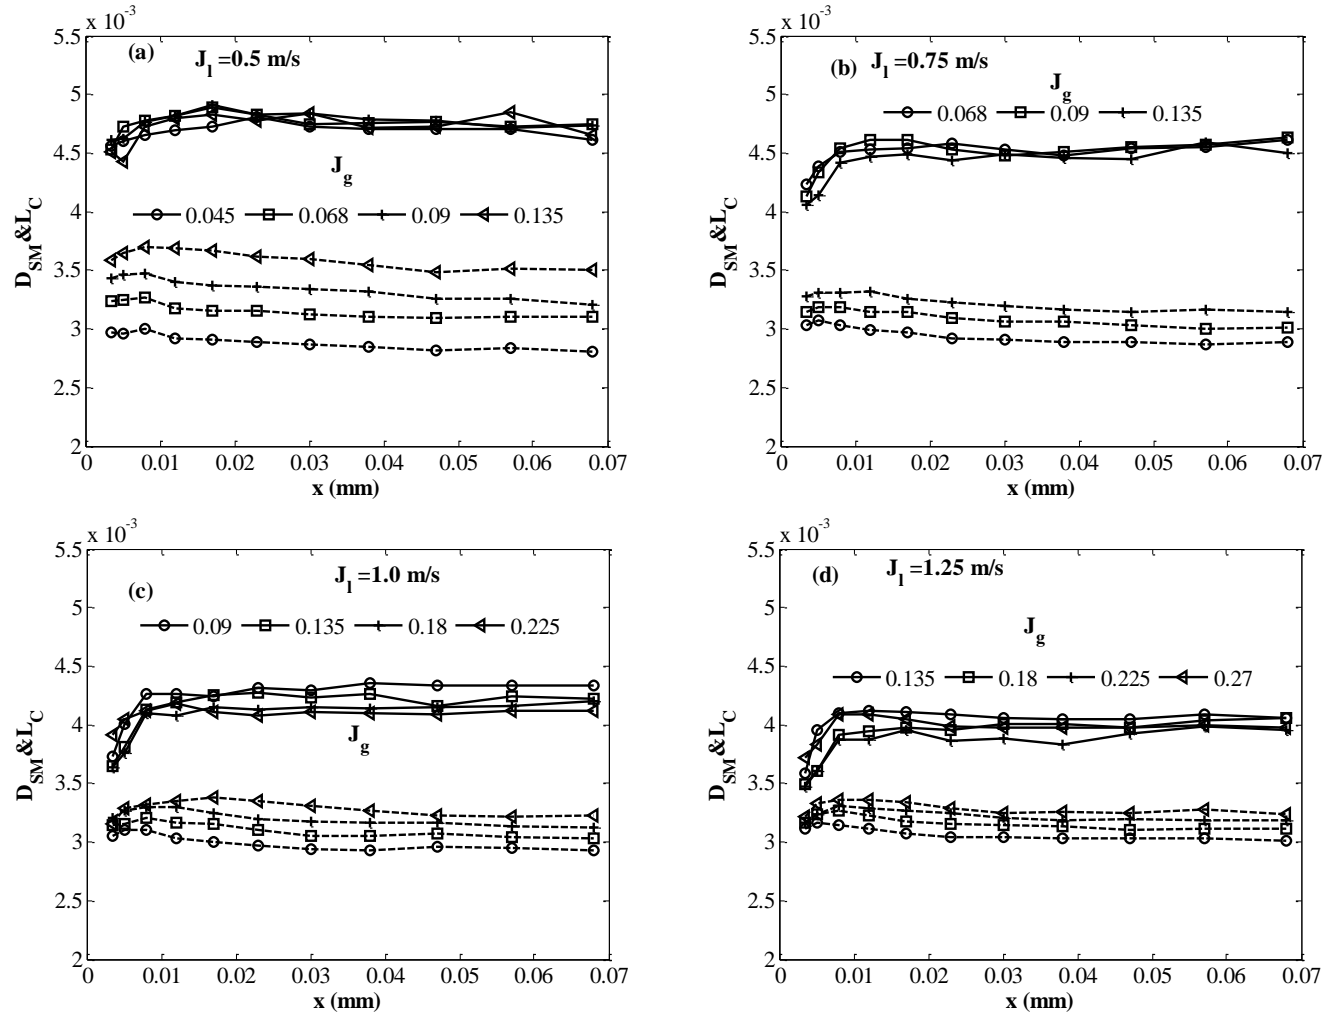 x 10⁻³
5.5
5
4.5
4
3.5
3
2.5
2
D_SM&L_C
(a)
J_l =0.5 m/s
J_g
0.045 0.068 0.09 0.135
0 0.01 0.02 0.03 0.04 0.05 0.06 0.07
x (mm)
x 10⁻³
5.5
5
4.5
4
3.5
3
2.5
2
D_SM&L_C
(b)
J_l =0.75 m/s
J_g
0.068 0.09 0.135
0 0.01 0.02 0.03 0.04 0.05 0.06 0.07
x (mm)
x 10⁻³
5.5
5
4.5
4
3.5
3
2.5
2
D_SM&L_C
(c)
J_l =1.0 m/s
0.09 0.135 0.18 0.225
J_g
0 0.01 0.02 0.03 0.04 0.05 0.06 0.07
x (mm)
x 10⁻³
5.5
5
4.5
4
3.5
3
2.5
2
D_SM&L_C
(d)
J_l =1.25 m/s
J_g
0.135 0.18 0.225 0.27
0 0.01 0.02 0.03 0.04 0.05 0.06 0.07
x (mm)